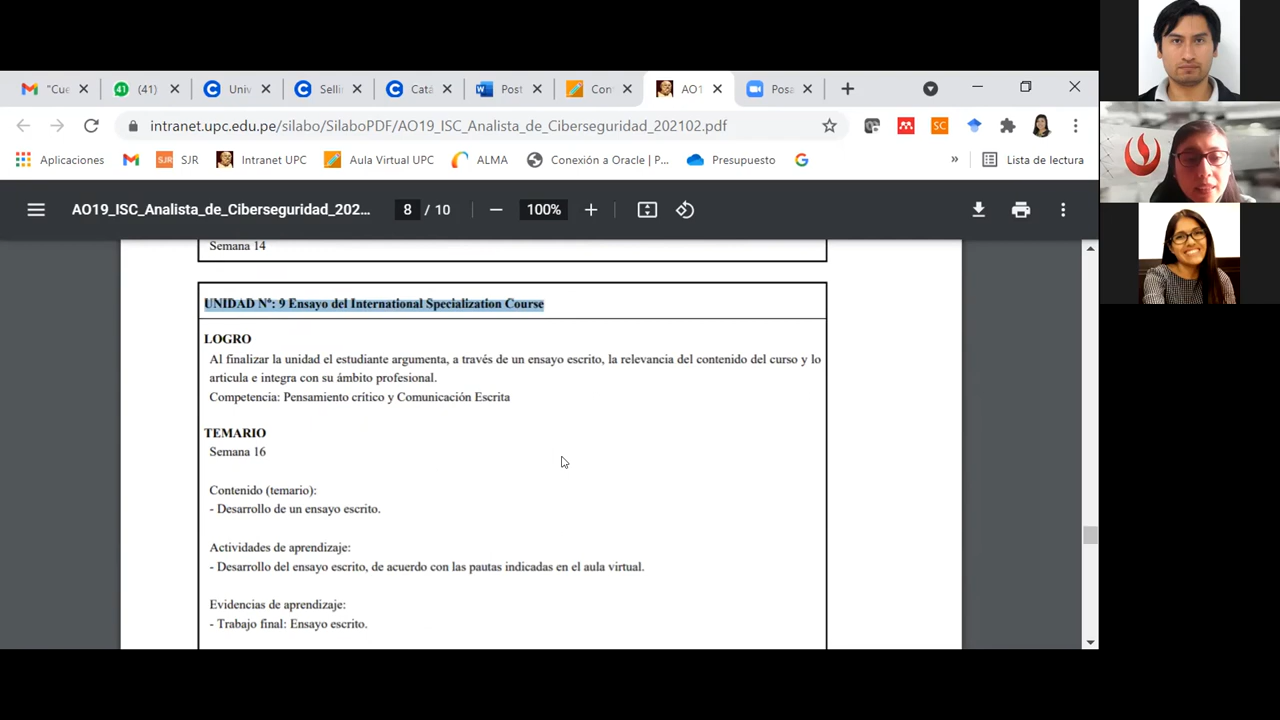 "Cue
(41)
Univ
Sellin
Catá
Post
Con
AO1
Posa
intranet.upc.edu.pe/silabo/SilaboPDF/AO19_ISC_Analista_de_Ciberseguridad_202102.pdf
SC
Aplicaciones
SJR
SJR
Intranet UPC
Aula Virtual UPC
ALMA
Conexión a Oracle | P...
Presupuesto
»
Lista de lectura
AO19_ISC_Analista_de_Ciberseguridad_202...
8 / 10
100%
Semana 14
UNIDAD Nº: 9 Ensayo del International Specialization Course
LOGRO
Al finalizar la unidad el estudiante argumenta, a través de un ensayo escrito, la relevancia del contenido del curso y lo
articula e integra con su ámbito profesional.
Competencia: Pensamiento crítico y Comunicación Escrita
TEMARIO
Semana 16
Contenido (temario):
- Desarrollo de un ensayo escrito.
Actividades de aprendizaje:
- Desarrollo del ensayo escrito, de acuerdo con las pautas indicadas en el aula virtual.
Evidencias de aprendizaje:
- Trabajo final: Ensayo escrito.